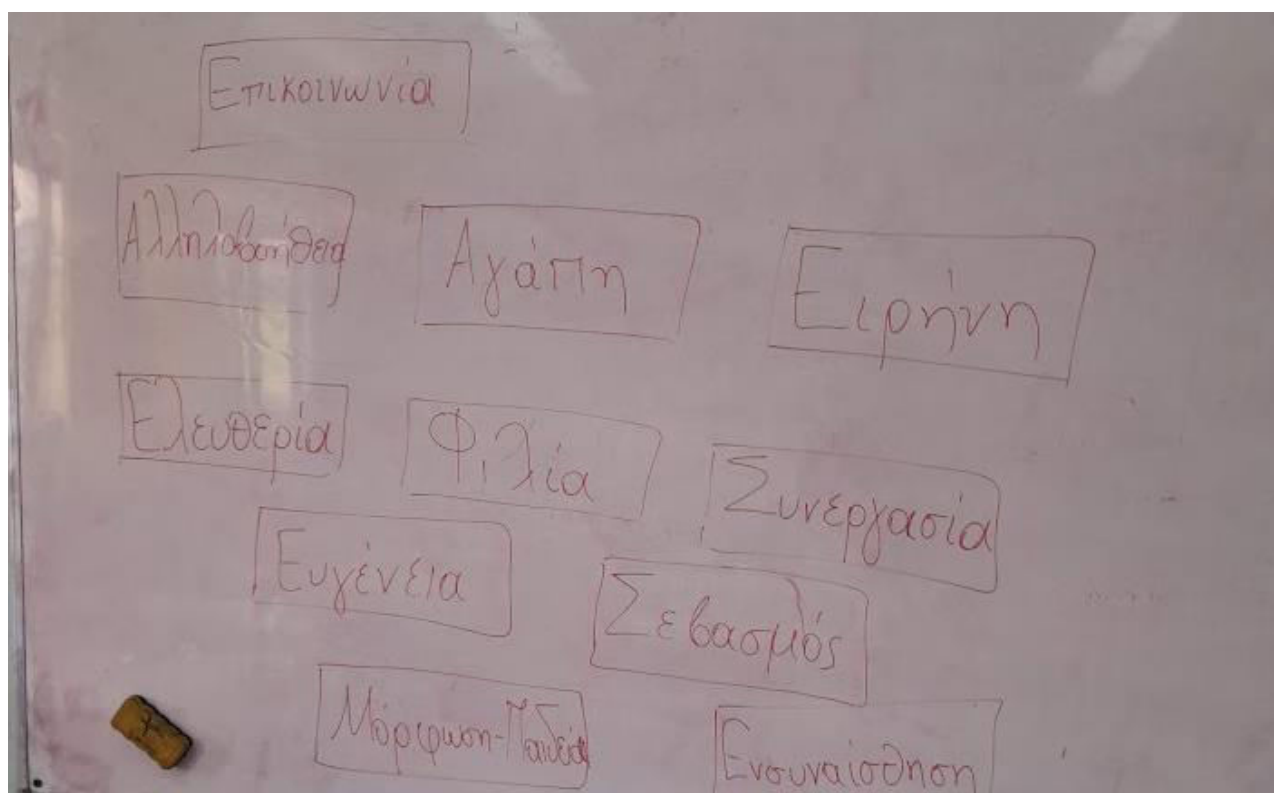 Επικοινωνία
Αλληλοβοήθεια
Αγάπη
Ειρήνη
Ελευθερία
Φιλία
Συνεργασία
Ευγένεια
Σεβασμός
Μόρφωση-Παιδεία
Ενσυναίσθηση